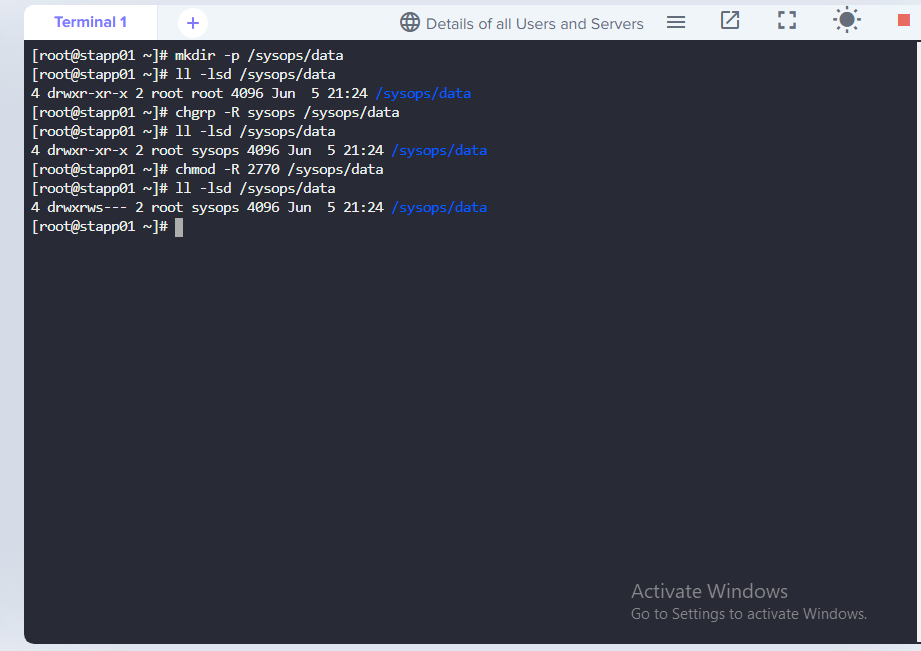 Terminal 1
+
Details of all Users and Servers
[root@stapp01 ~]# mkdir -p /sysops/data
[root@stapp01 ~]# ll -lsd /sysops/data
4 drwxr-xr-x 2 root root 4096 Jun  5 21:24 /sysops/data
[root@stapp01 ~]# chgrp -R sysops /sysops/data
[root@stapp01 ~]# ll -lsd /sysops/data
4 drwxr-xr-x 2 root sysops 4096 Jun  5 21:24 /sysops/data
[root@stapp01 ~]# chmod -R 2770 /sysops/data
[root@stapp01 ~]# ll -lsd /sysops/data
4 drwxrws--- 2 root sysops 4096 Jun  5 21:24 /sysops/data
[root@stapp01 ~]#
Activate Windows
Go to Settings to activate Windows.